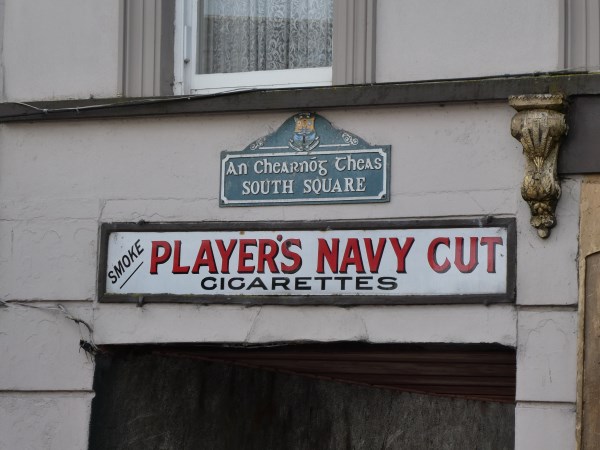 An Chearnóg Theas
SOUTH SQUARE
SMOKE PLAYER'S NAVY CUT
CIGARETTES